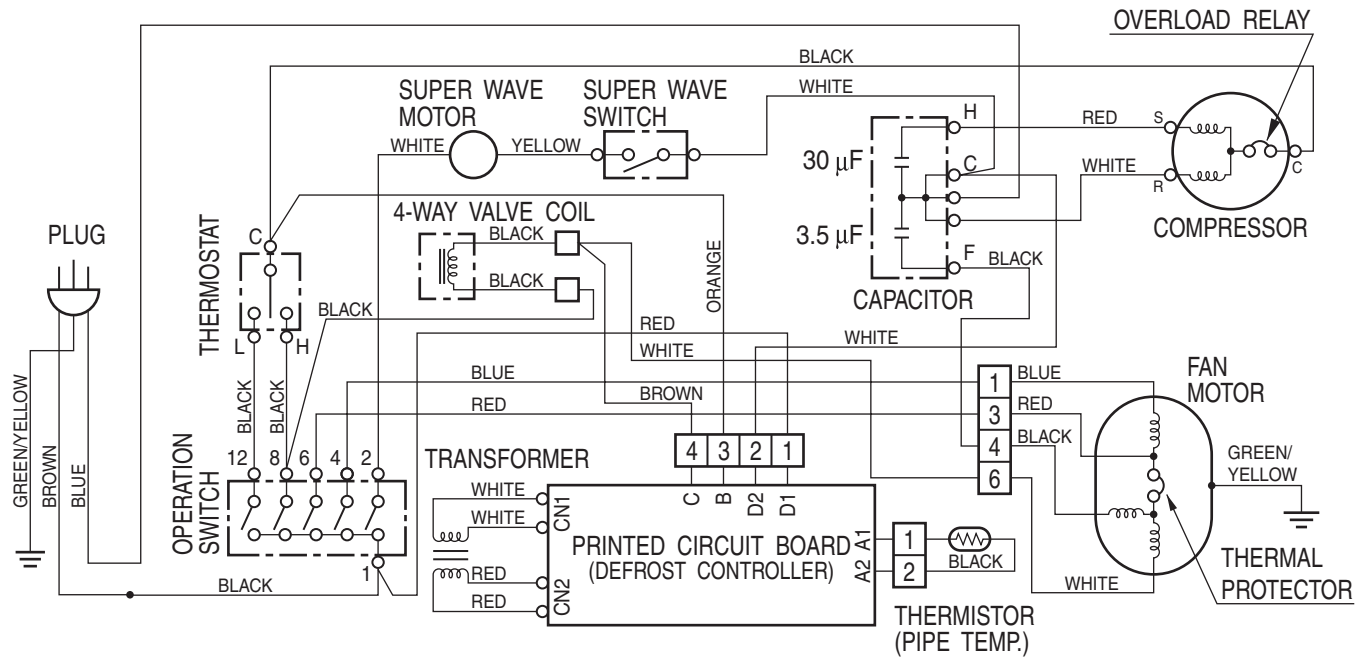 OVERLOAD RELAY
BLACK
SUPER WAVE
MOTOR
SUPER WAVE
SWITCH
WHITE
H
RED
S
WHITE
YELLOW
30 µF
C
WHITE
R
C
COMPRESSOR
4-WAY VALVE COIL
PLUG
THERMOSTAT
C
BLACK
BLACK
ORANGE
3.5 µF
F
BLACK
CAPACITOR
BLACK
L
H
RED
WHITE
WHITE
BLACK
BLACK
BLUE
BROWN
RED
1
3
4
6
BLUE
RED
BLACK
FAN
MOTOR
GREEN/YELLOW
BROWN
BLUE
OPERATION
SWITCH
12
8
6
4
2
TRANSFORMER
4
3
2
1
GREEN/
YELLOW
WHITE
WHITE
CN1
C
B
D2
D1
PRINTED CIRCUIT BOARD
(DEFROST CONTROLLER)
A1
A2
1
2
BLACK
RED
RED
CN2
1
BLACK
WHITE
THERMAL
PROTECTOR
THERMISTOR
(PIPE TEMP.)